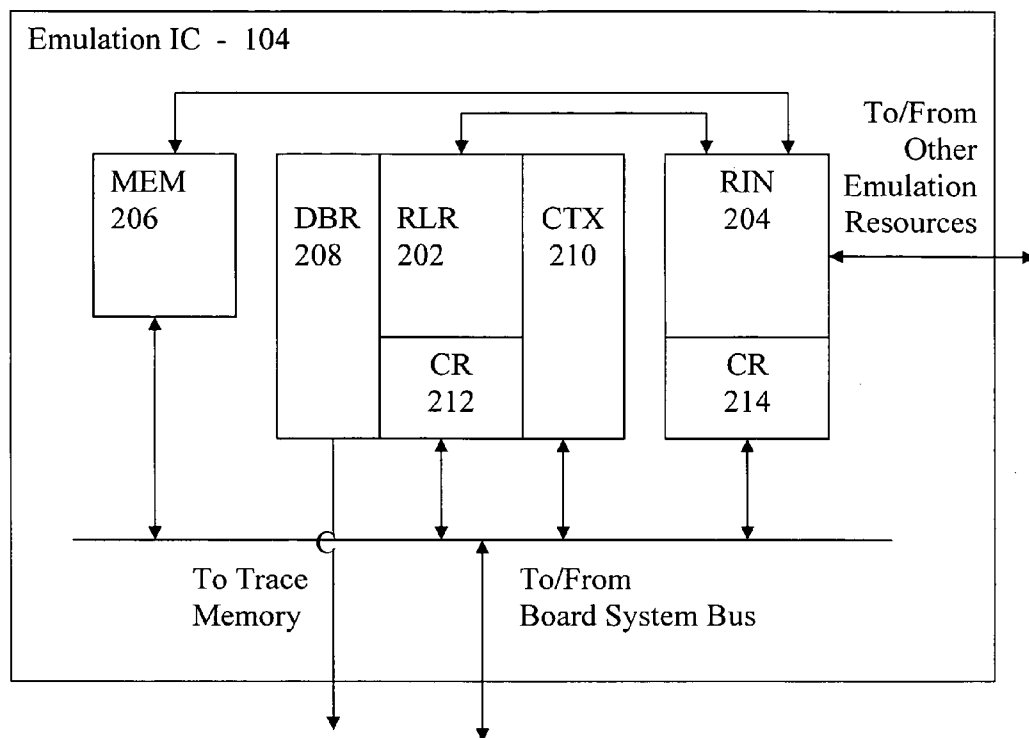 Emulation IC - 104
To/From
Other
Emulation
Resources
MEM
206
DBR
208
RLR
202
CTX
210
RIN
204
CR
212
CR
214
To Trace
Memory
To/From
Board System Bus